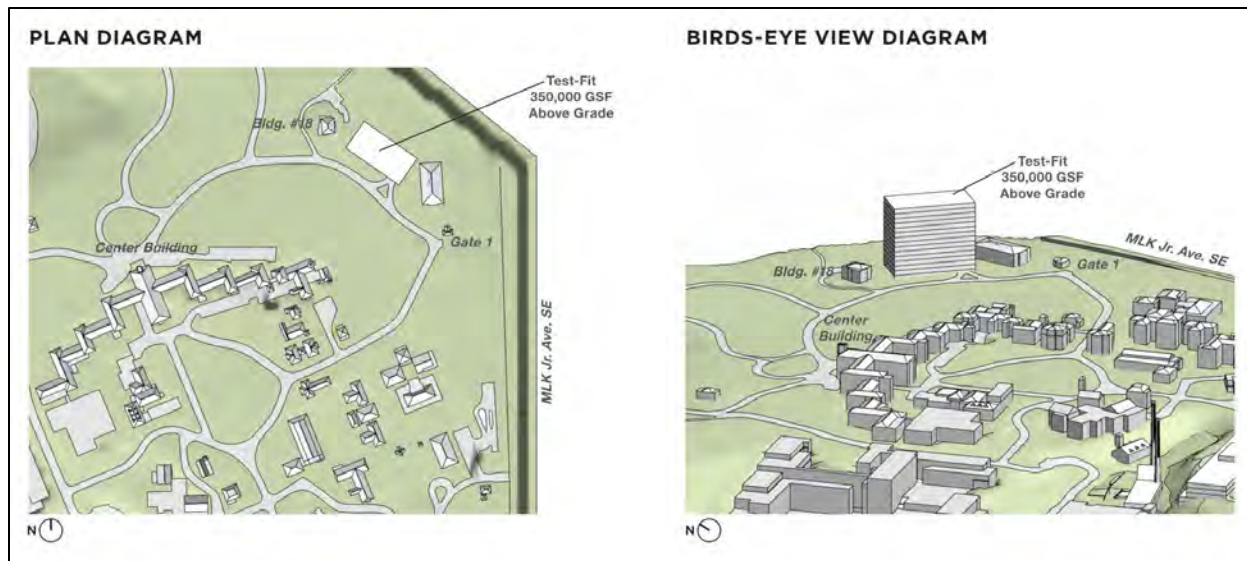 PLAN DIAGRAM
Test-Fit
350,000 GSF
Above Grade
Bldg. #18
Gate 1
Center Building
MLK Jr. Ave. SE
N
BIRDS-EYE VIEW DIAGRAM
Test-Fit
350,000 GSF
Above Grade
MLK Jr. Ave. SE
Bldg. #18
Gate 1
Center
Building
N